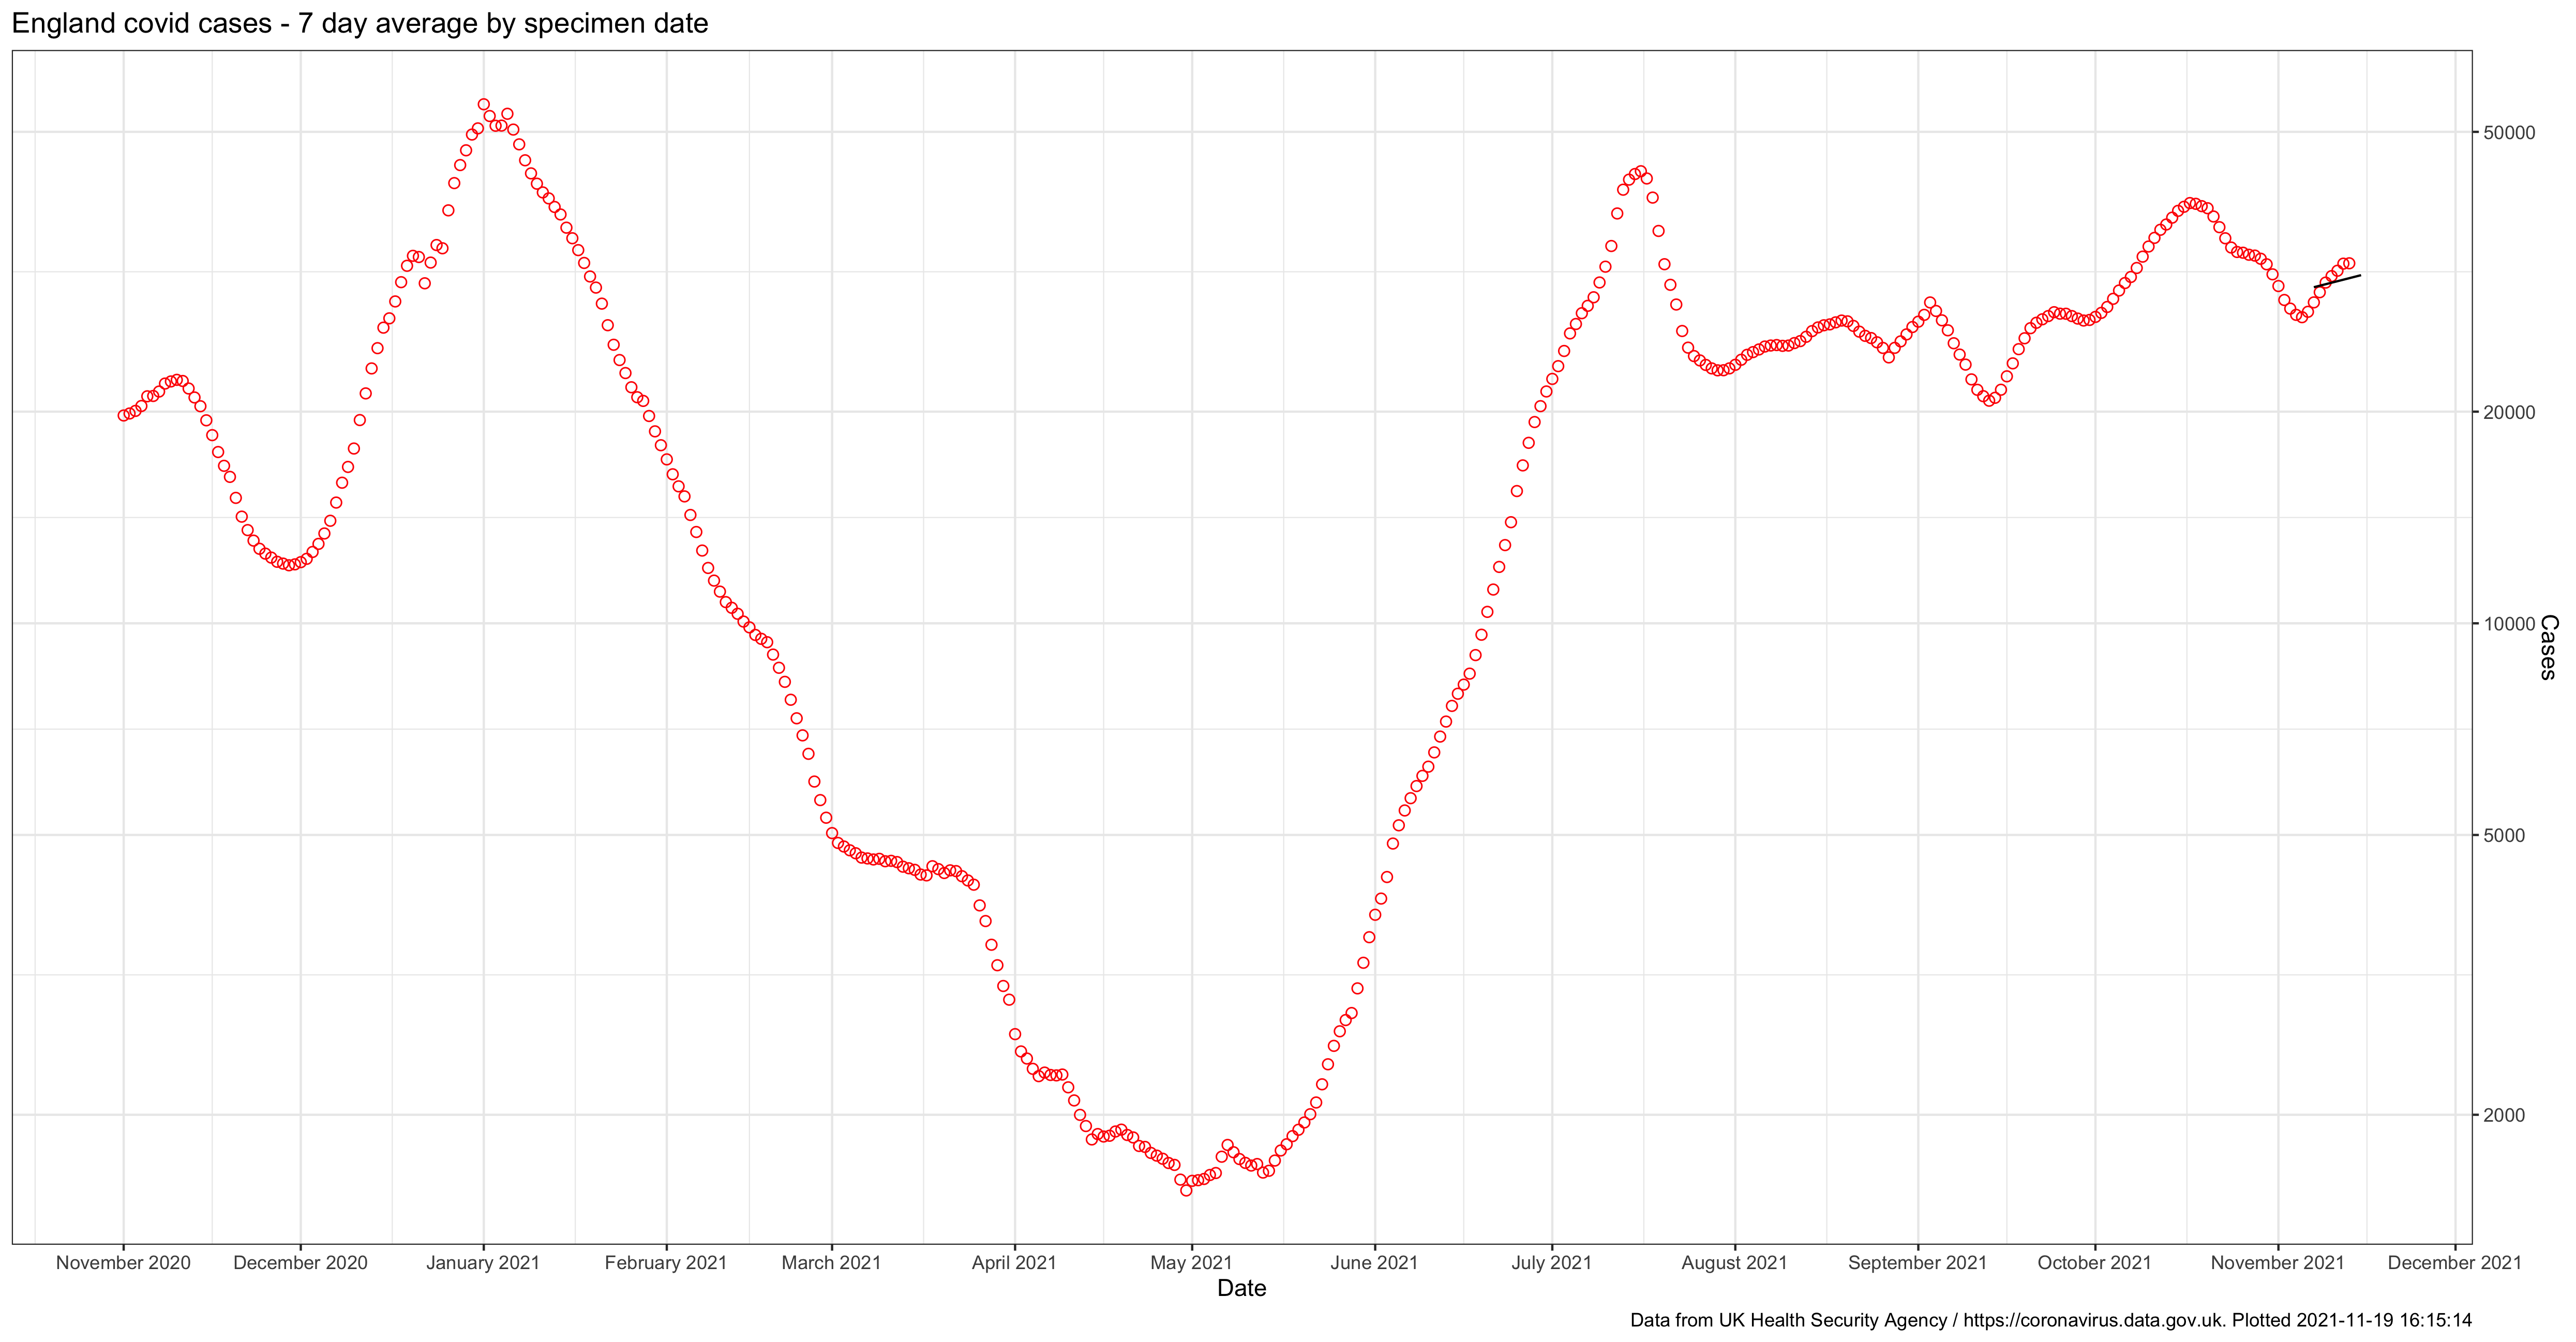 England covid cases - 7 day average by specimen date
50000
20000
10000
5000
2000
Cases
November 2020 December 2020 January 2021 February 2021 March 2021 April 2021 May 2021 June 2021 July 2021 August 2021 September 2021 October 2021 November 2021 December 2021
Date
Data from UK Health Security Agency / https://coronavirus.data.gov.uk. Plotted 2021-11-19 16:15:14